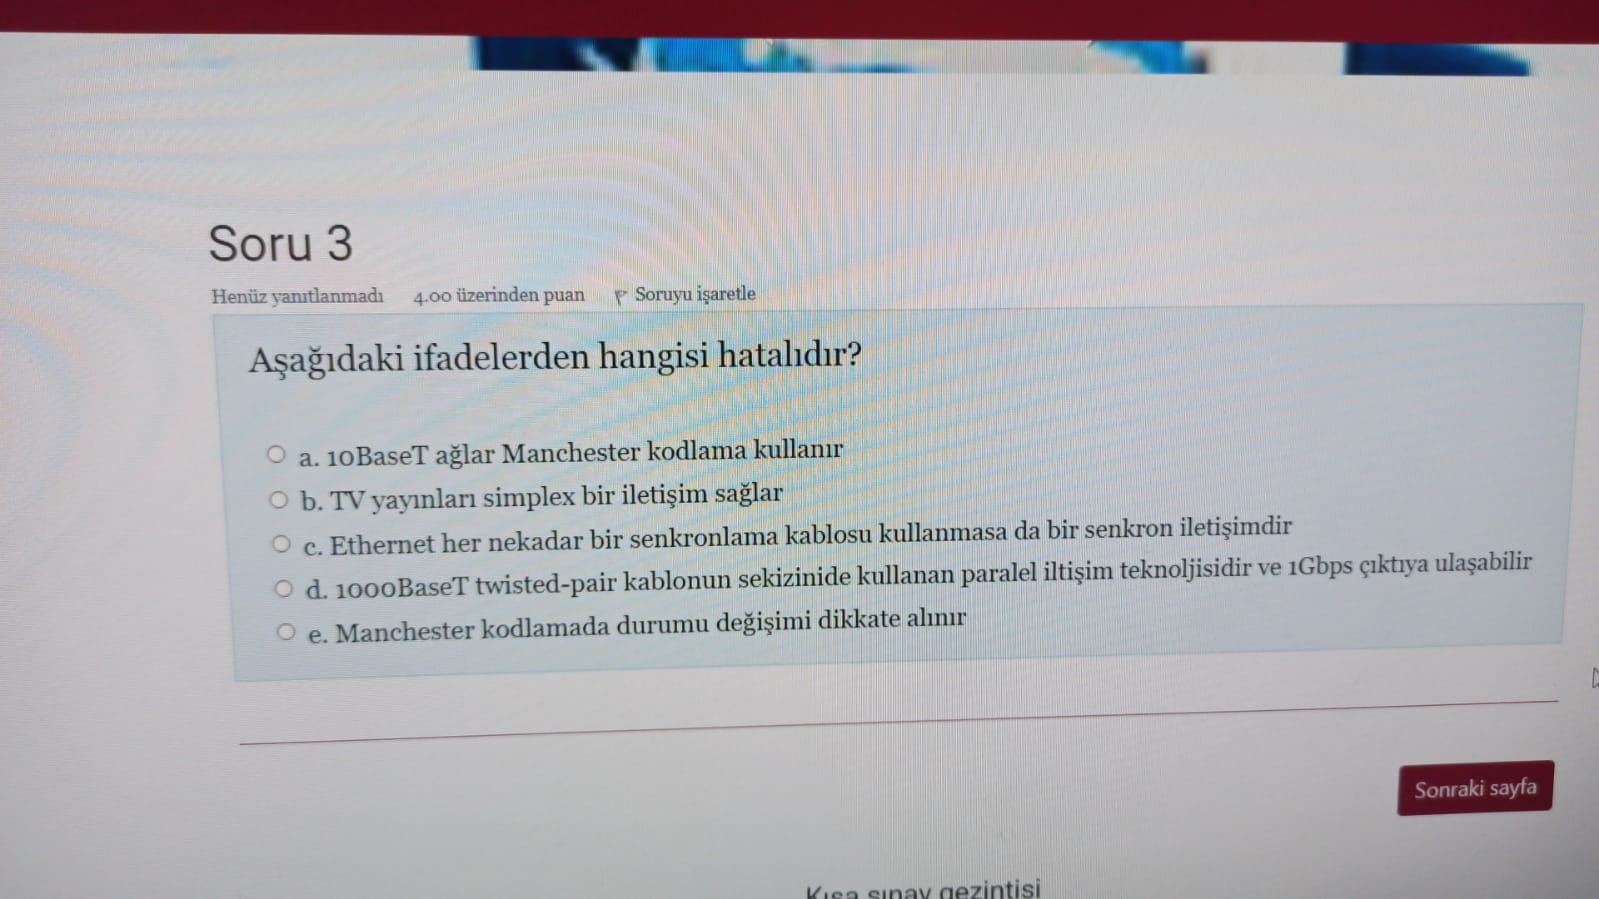 Soru 3
Henüz yanıtlanmadı 4.00 üzerinden puan Soruyu işaretle
Aşağıdaki ifadelerden hangisi hatalıdır?
a. 10BaseT ağlar Manchester kodlama kullanır
b. TV yayınları simplex bir iletişim sağlar
c. Ethernet her nekadar bir senkronlama kablosu kullanmasa da bir senkron iletişimdir
d. 1000BaseT twisted-pair kablonun sekizinide kullanan paralel iltişim teknoljisidir ve 1Gbps çıktıya ulaşabilir
e. Manchester kodlamada durumu değişimi dikkate alınır
Sonraki sayfa
Kısa sınav gezintisi